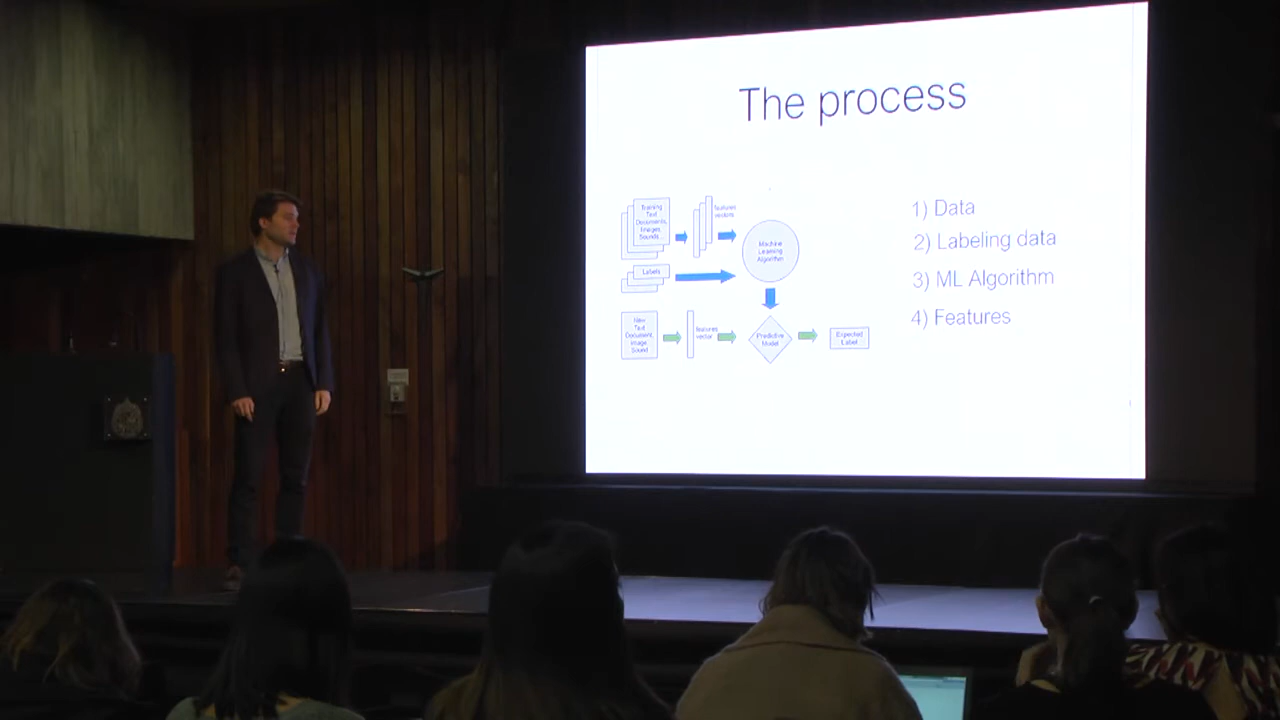 The process
Training
Text
Documents,
Images,
Sounds...
features
vectors
Machine
Learning
Algorithm
Labels
New
Text
Document,
Image,
Sound
features
vector
Predictive
Model
Expected
Label
1) Data
2) Labeling data
3) ML Algorithm
4) Features